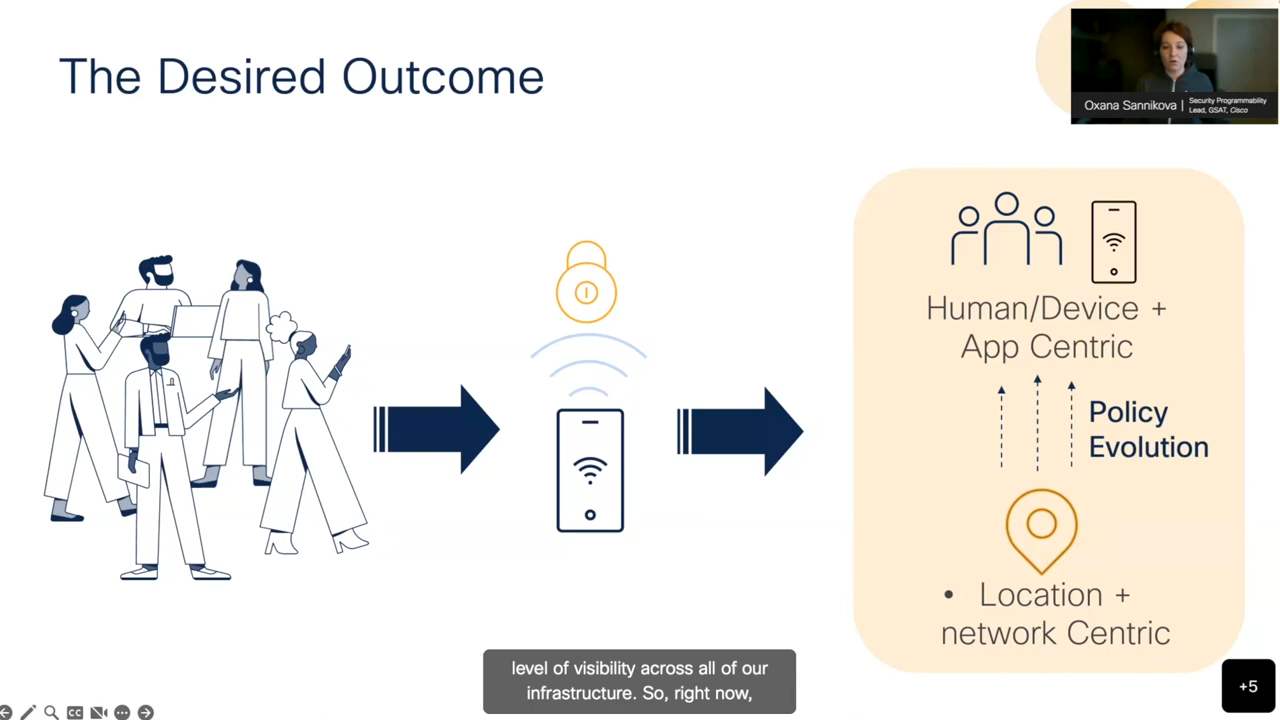 The Desired Outcome
Oxana Sannikova |
Security Programmability
Lead, GSAT, Cisco
Human/Device +
App Centric
Policy
Evolution
• Location +
network Centric
level of visibility across all of our
infrastructure. So, right now,
+5
CC